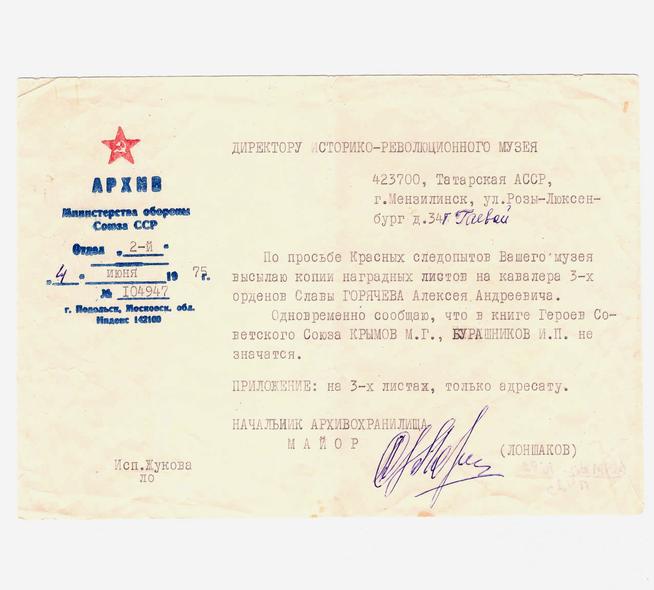 АРХИВ
Министерства обороны
Союза ССР
Отдел „ 2-й "
„ 4 " июня 1975 г.
№ 104947
г. Подольск, Московск. обл.
Индекс 142100
ДИРЕКТОРУ ИСТОРИКО-РЕВОЛЮЦИОННОГО МУЗЕЯ
423700, Татарская АССР,
г.Мензилинск, ул.Розы-Люксен-
бург д.34
По просьбе Красных следопытов Вашего музея
высылаю копии наградных листов на кавалера 3-х
орденов Славы ГОРЯЧЕВА Алексея Андреевича.
Одновременно сообщаю, что в книге Героев Со-
ветского Союза КРЫМОВ М.Г., БУРАШНИКОВ И.П. не
значатся.
ПРИЛОЖЕНИЕ: на 3-х листах, только адресату.
НАЧАЛЬНИК АРХИВОХРАНИЛИЩА
МАЙОР
(ЛОНШАКОВ)
Исп.Жукова
ЛО